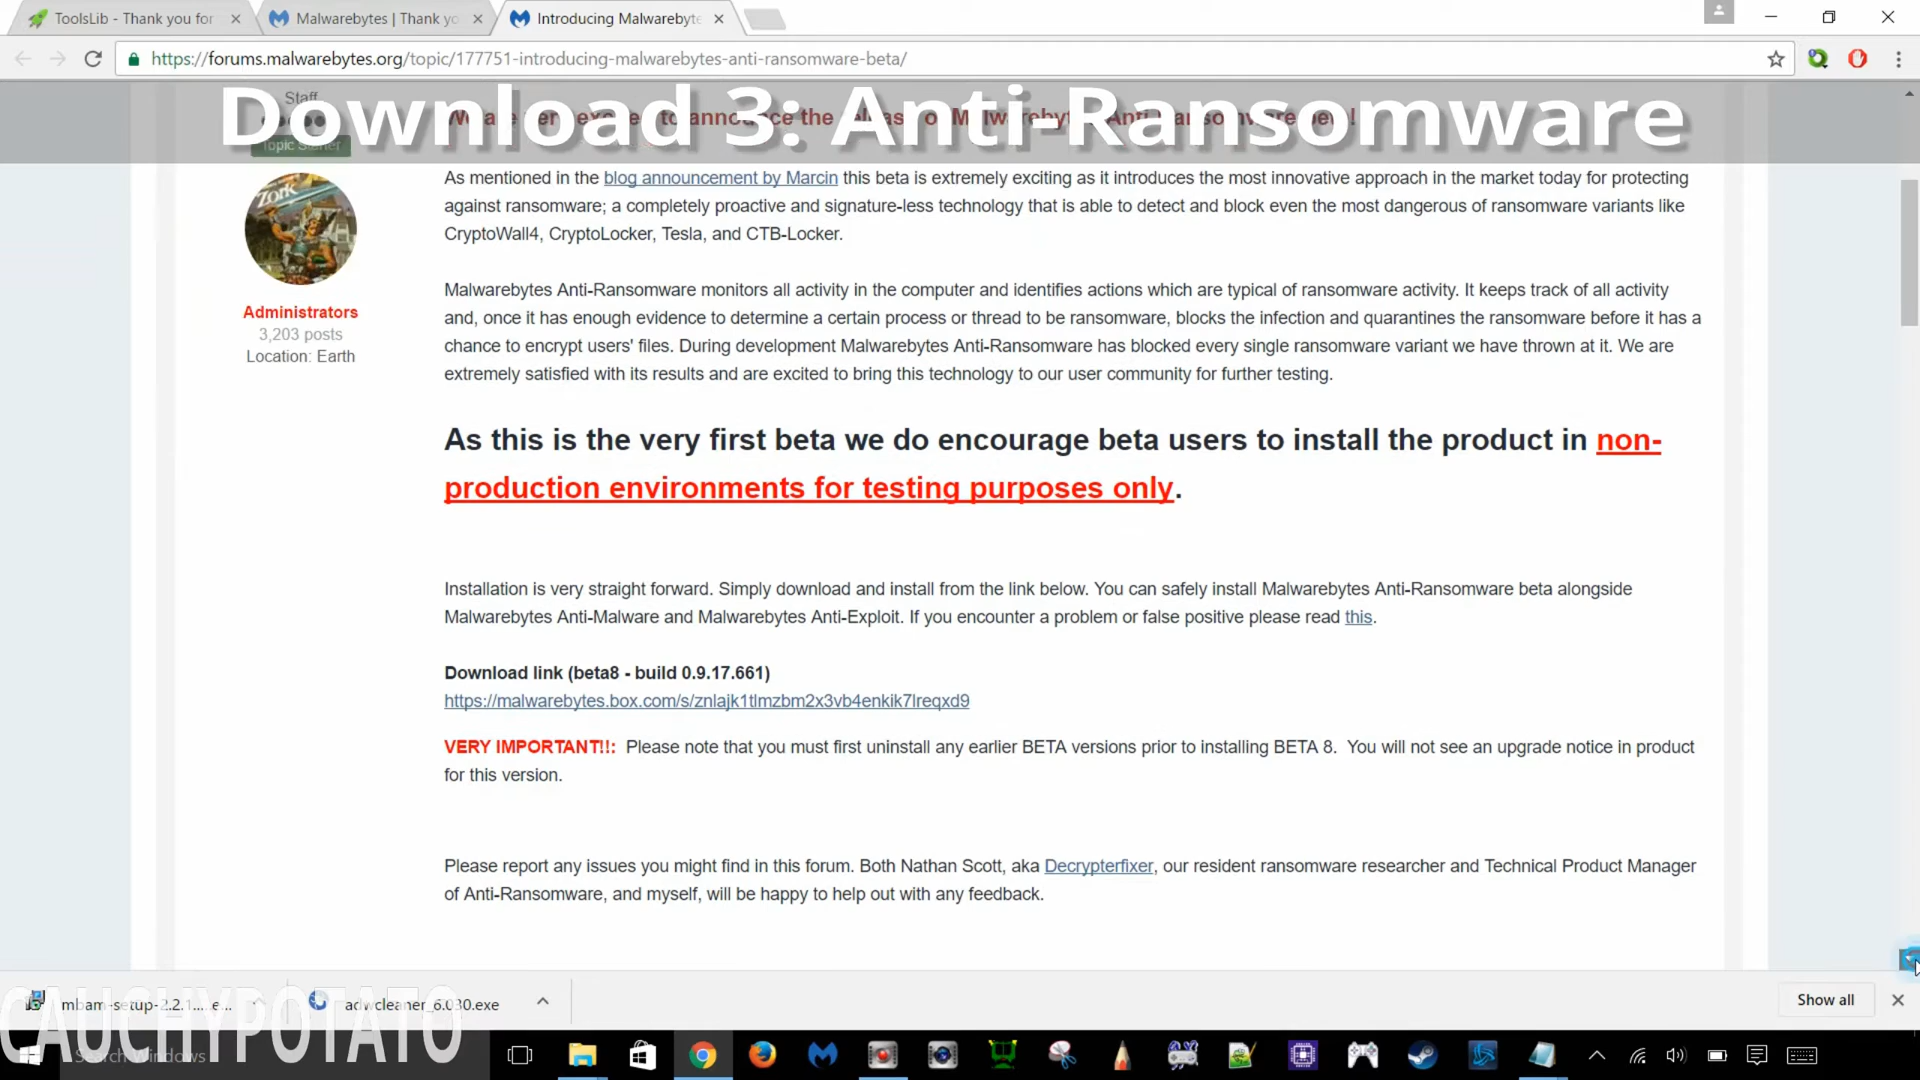 ToolsLib - Thank you for
Malwarebytes | Thank yo
Introducing Malwarebyte
https://forums.malwarebytes.org/topic/177751-introducing-malwarebytes-anti-ransomware-beta/
Download 3: Anti-Ransomware
Staff
Topic Starter
As mentioned in the blog announcement by Marcin this beta is extremely exciting as it introduces the most innovative approach in the market today for protecting
against ransomware; a completely proactive and signature-less technology that is able to detect and block even the most dangerous of ransomware variants like
CryptoWall4, CryptoLocker, Tesla, and CTB-Locker.
ZORK
Administrators
3,203 posts
Location: Earth
Malwarebytes Anti-Ransomware monitors all activity in the computer and identifies actions which are typical of ransomware activity. It keeps track of all activity
and, once it has enough evidence to determine a certain process or thread to be ransomware, blocks the infection and quarantines the ransomware before it has a
chance to encrypt users' files. During development Malwarebytes Anti-Ransomware has blocked every single ransomware variant we have thrown at it. We are
extremely satisfied with its results and are excited to bring this technology to our user community for further testing.
As this is the very first beta we do encourage beta users to install the product in non-
production environments for testing purposes only.
Installation is very straight forward. Simply download and install from the link below. You can safely install Malwarebytes Anti-Ransomware beta alongside
Malwarebytes Anti-Malware and Malwarebytes Anti-Exploit. If you encounter a problem or false positive please read this.
Download link (beta8 - build 0.9.17.661)
https://malwarebytes.box.com/s/znlajk1tlmzbm2x3vb4enkik7lreqxd9
VERY IMPORTANT!!: Please note that you must first uninstall any earlier BETA versions prior to installing BETA 8. You will not see an upgrade notice in product
for this version.
Please report any issues you might find in this forum. Both Nathan Scott, aka Decrypterfixer, our resident ransomware researcher and Technical Product Manager
of Anti-Ransomware, and myself, will be happy to help out with any feedback.
mbam-setup-2.2.1....e...
adwcleaner_6.030.exe
Show all
CAUCHYPOTATO
Search Windows